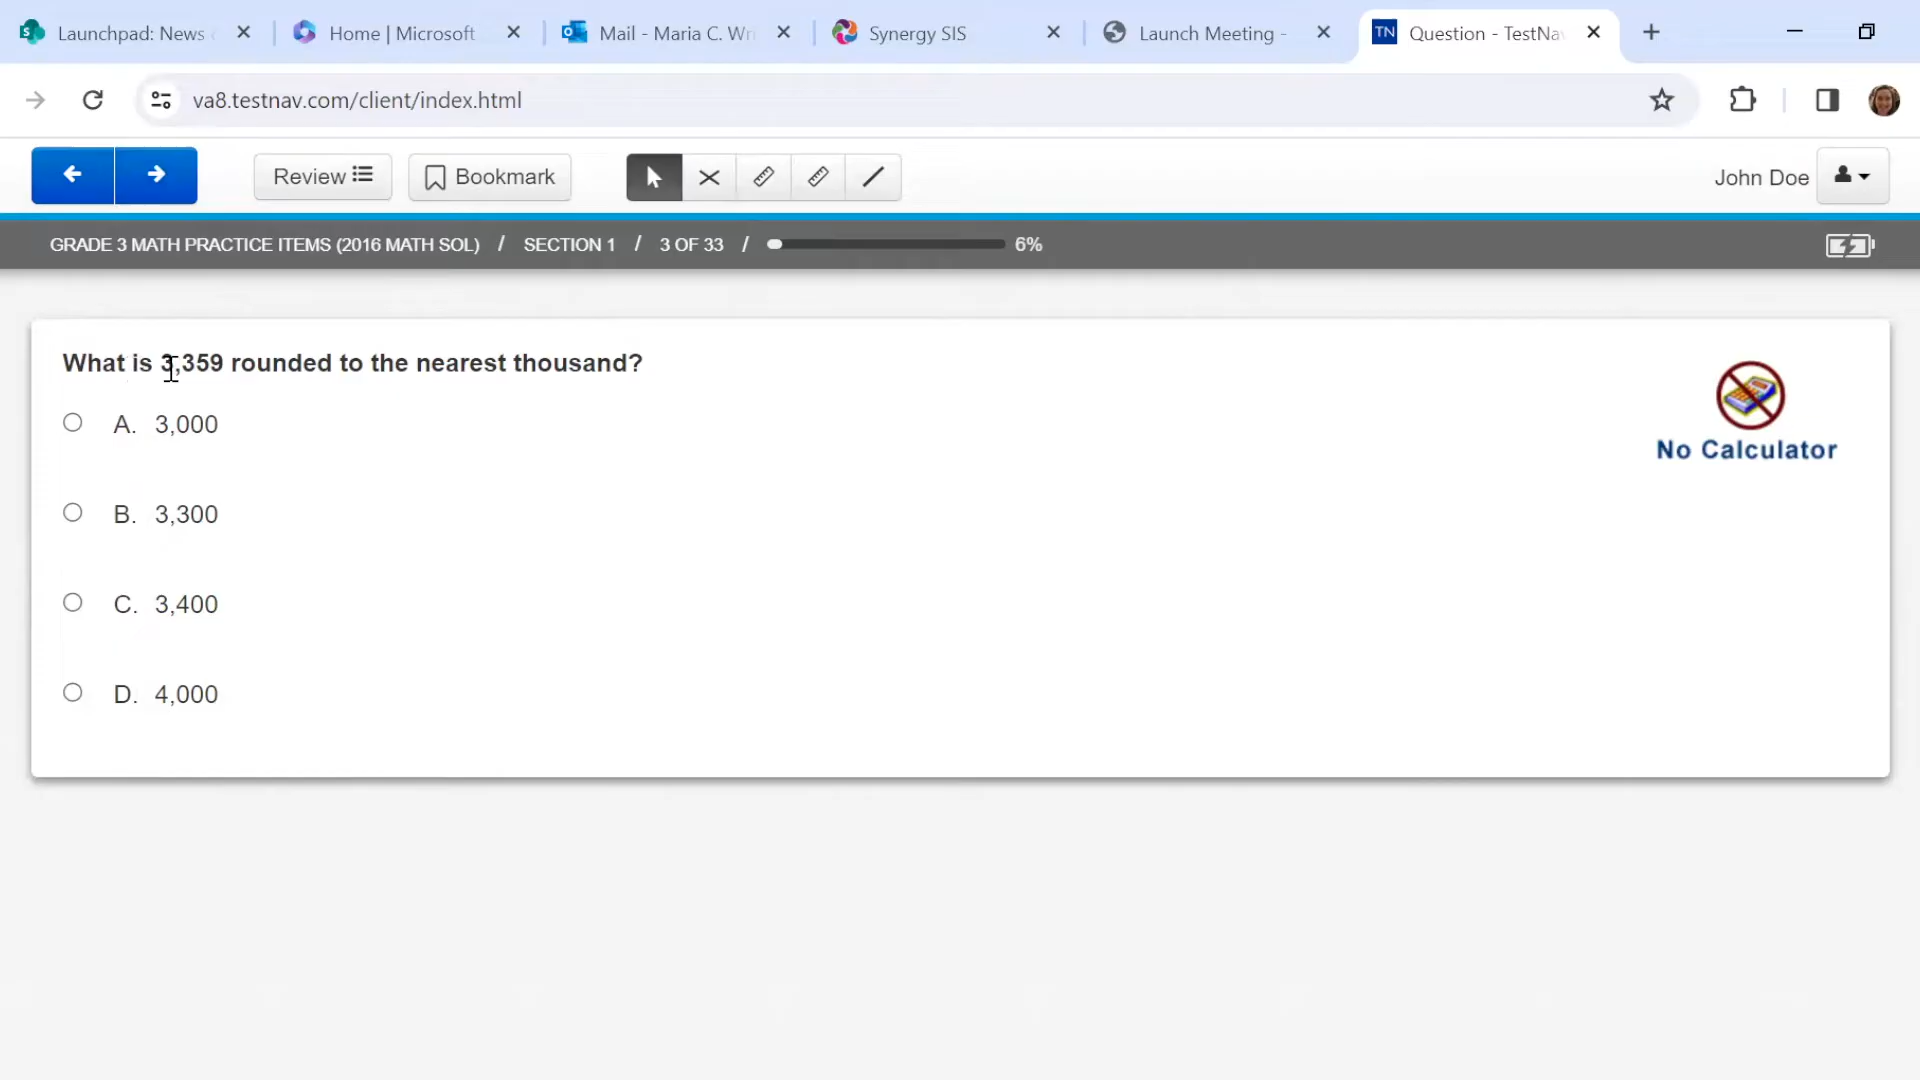 Launchpad: News
Home | Microsoft
Mail - Maria C. Wri
Synergy SIS
Launch Meeting -
TN Question - TestNa
va8.testnav.com/client/index.html
Review
Bookmark
John Doe
GRADE 3 MATH PRACTICE ITEMS (2016 MATH SOL) / SECTION 1 / 3 OF 33 / 6%
What is 3,359 rounded to the nearest thousand?
No Calculator
A. 3,000
B. 3,300
C. 3,400
D. 4,000